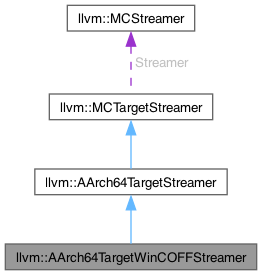 llvm::MCStreamer
Streamer
llvm::MCTargetStreamer
llvm::AArch64TargetStreamer
llvm::AArch64TargetWinCOFFStreamer